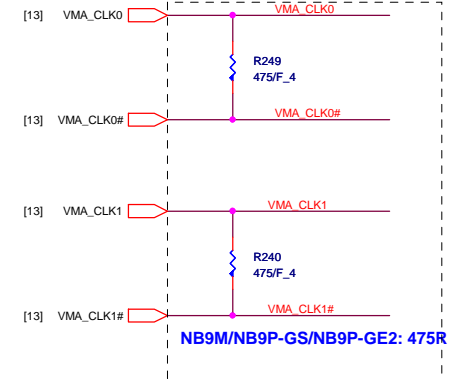 [13] VMA_CLK0 VMA_CLK0
R249
475/F_4
[13] VMA_CLK0# VMA_CLK0#
[13] VMA_CLK1 VMA_CLK1
R240
475/F_4
[13] VMA_CLK1# VMA_CLK1#
NB9M/NB9P-GS/NB9P-GE2: 475R